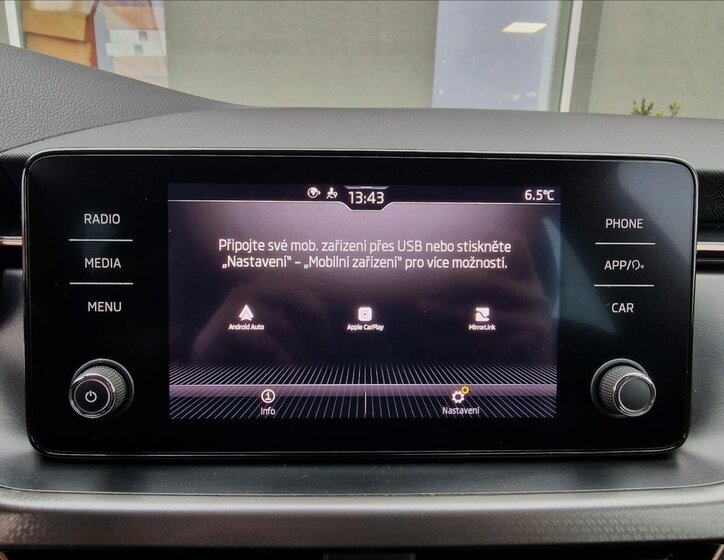 13:43
6.5°C
RADIO
MEDIA
MENU
Připojte své mob. zařízení přes USB nebo stiskněte
„Nastavení“ – „Mobilní zařízení“ pro více možností.
Android Auto
Apple CarPlay
MirrorLink
Info
Nastavení
PHONE
APP/
CAR